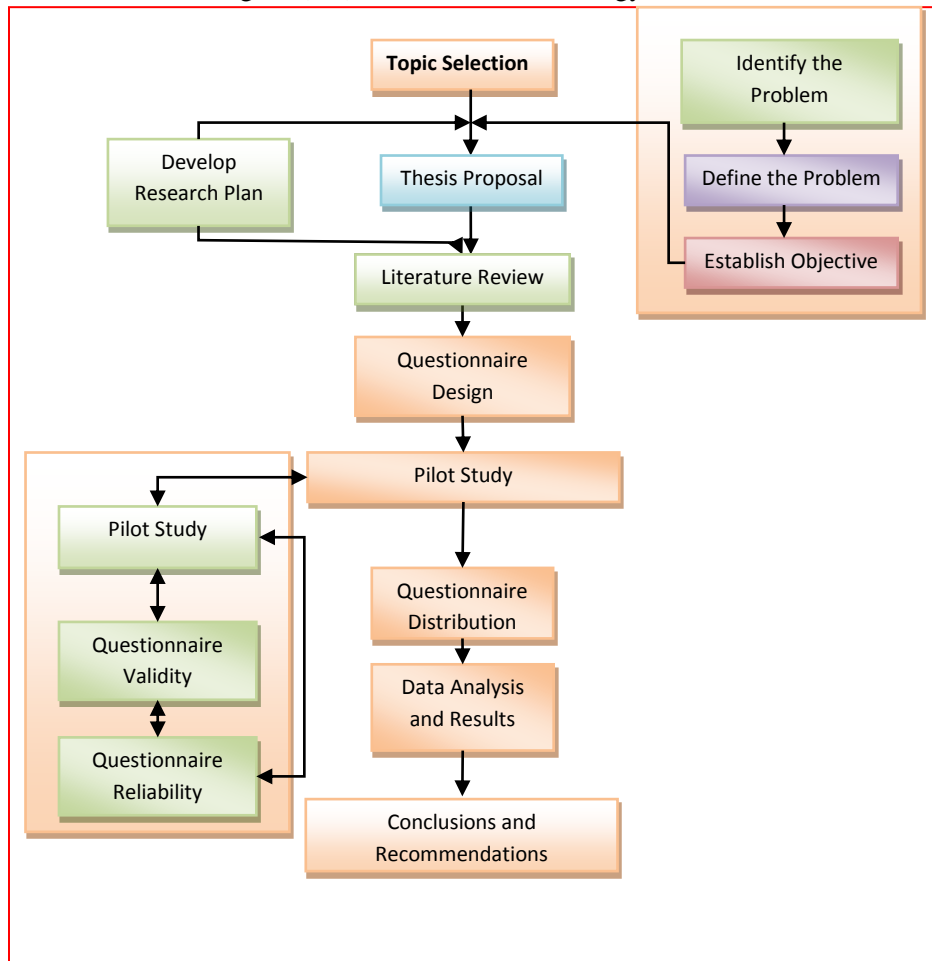 Topic Selection
Identify the
Problem
Develop
Research Plan
Thesis Proposal
Define the Problem
Establish Objective
Literature Review
Questionnaire
Design
Pilot Study
Pilot Study
Questionnaire
Validity
Questionnaire
Reliability
Questionnaire
Distribution
Data Analysis
and Results
Conclusions and
Recommendations